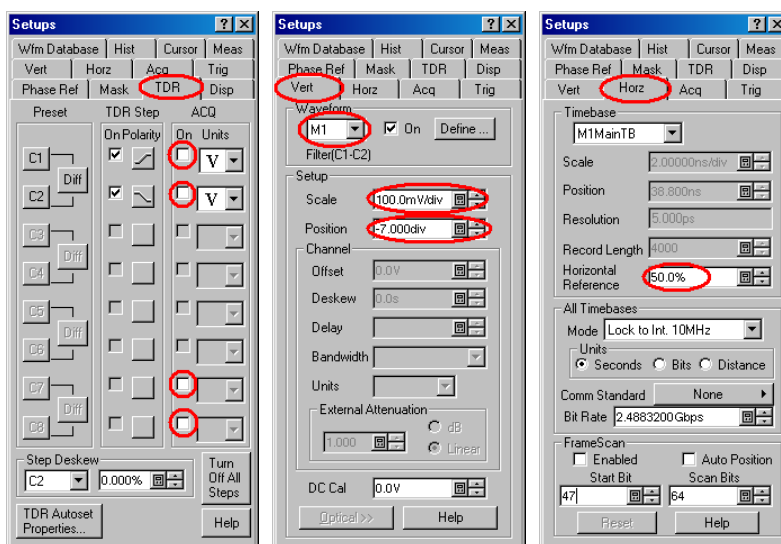 Setups
Wfm Database Hist Cursor Meas
Vert Horz Acq Trig
Phase Ref Mask TDR Disp
Preset TDR Step ACQ
On Polarity On Units
C1 V
Diff
C2 V
C3
Diff
C4
C5
Diff
C6
C7
Diff
C8
Step Deskew
C2 0.000%
Turn Off All Steps
TDR Autoset Properties...
Help
Setups
Wfm Database Hist Cursor Meas
Phase Ref Mask TDR Disp
Vert Horz Acq Trig
Waveform
M1 On Define ...
Filter(C1-C2)
Setup
Scale 100.0mV/div
Position -7.000div
Channel
Offset 0.0V
Deskew 0.0s
Delay
Bandwidth
Units
External Attenuation
1.000 dB
Linear
DC Cal 0.0V
Optical >> Help
Setups
Wfm Database Hist Cursor Meas
Phase Ref Mask TDR Disp
Vert Horz Acq Trig
Timebase
M1MainTB
Scale 2.00000ns/div
Position 38.800ns
Resolution 5.000ps
Record Length 4000
Horizontal Reference 50.0%
All Timebases
Mode Lock to Int. 10MHz
Units
Seconds Bits Distance
Comm Standard None
Bit Rate 2.4883200Gbps
FrameScan
Enabled Auto Position
Start Bit Scan Bits
47 64
Reset Help